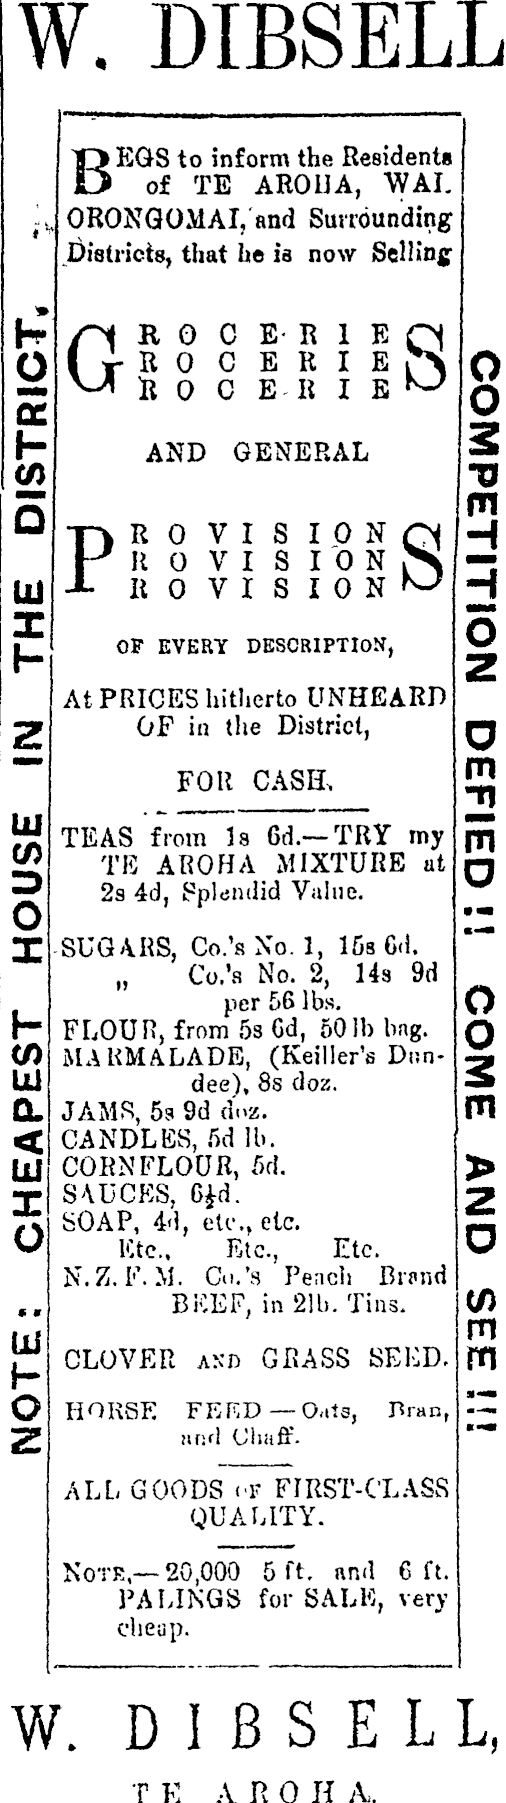 W. DIBSELL
NOTE: CHEAPEST HOUSE IN THE DISTRICT.
BEGS to inform the Residents
of TE AROHA, WAI.
ORONGOMAI, and Surrounding
Districts, that he is now Selling
GROCERIES
GROCERIES
GROCERIES
AND GENERAL
PROVISIONS
PROVISIONS
PROVISIONS
OF EVERY DESCRIPTION,
At PRICES hitherto UNHEARD
OF in the District,
FOR CASH.
TEAS from 1s 6d.—TRY my
TE AROHA MIXTURE at
2s 4d, Splendid Value.
SUGARS, Co.'s No. 1, 15s 6d.
„ Co.'s No. 2, 14s 9d
per 56 lbs.
FLOUR, from 5s 6d, 50lb bag.
MARMALADE, (Keiller's Dun-
dee), 8s doz.
JAMS, 5s 9d doz.
CANDLES, 5d lb.
CORNFLOUR, 5d.
SAUCES, 6½d.
SOAP, 4d, etc., etc.
Etc., Etc., Etc.
N.Z.F.M. Co.'s Peach Brand
BEEF, in 2lb. Tins.
CLOVER AND GRASS SEED.
HORSE FEED—Oats, Bran,
and Chaff.
ALL GOODS OF FIRST-CLASS
QUALITY.
NOTE,—20,000 5 ft. and 6 ft.
PALINGS for SALE, very
cheap.
COMPETITION DEFIED!! COME AND SEE!!!
W. DIBSELL,
TE AROHA.